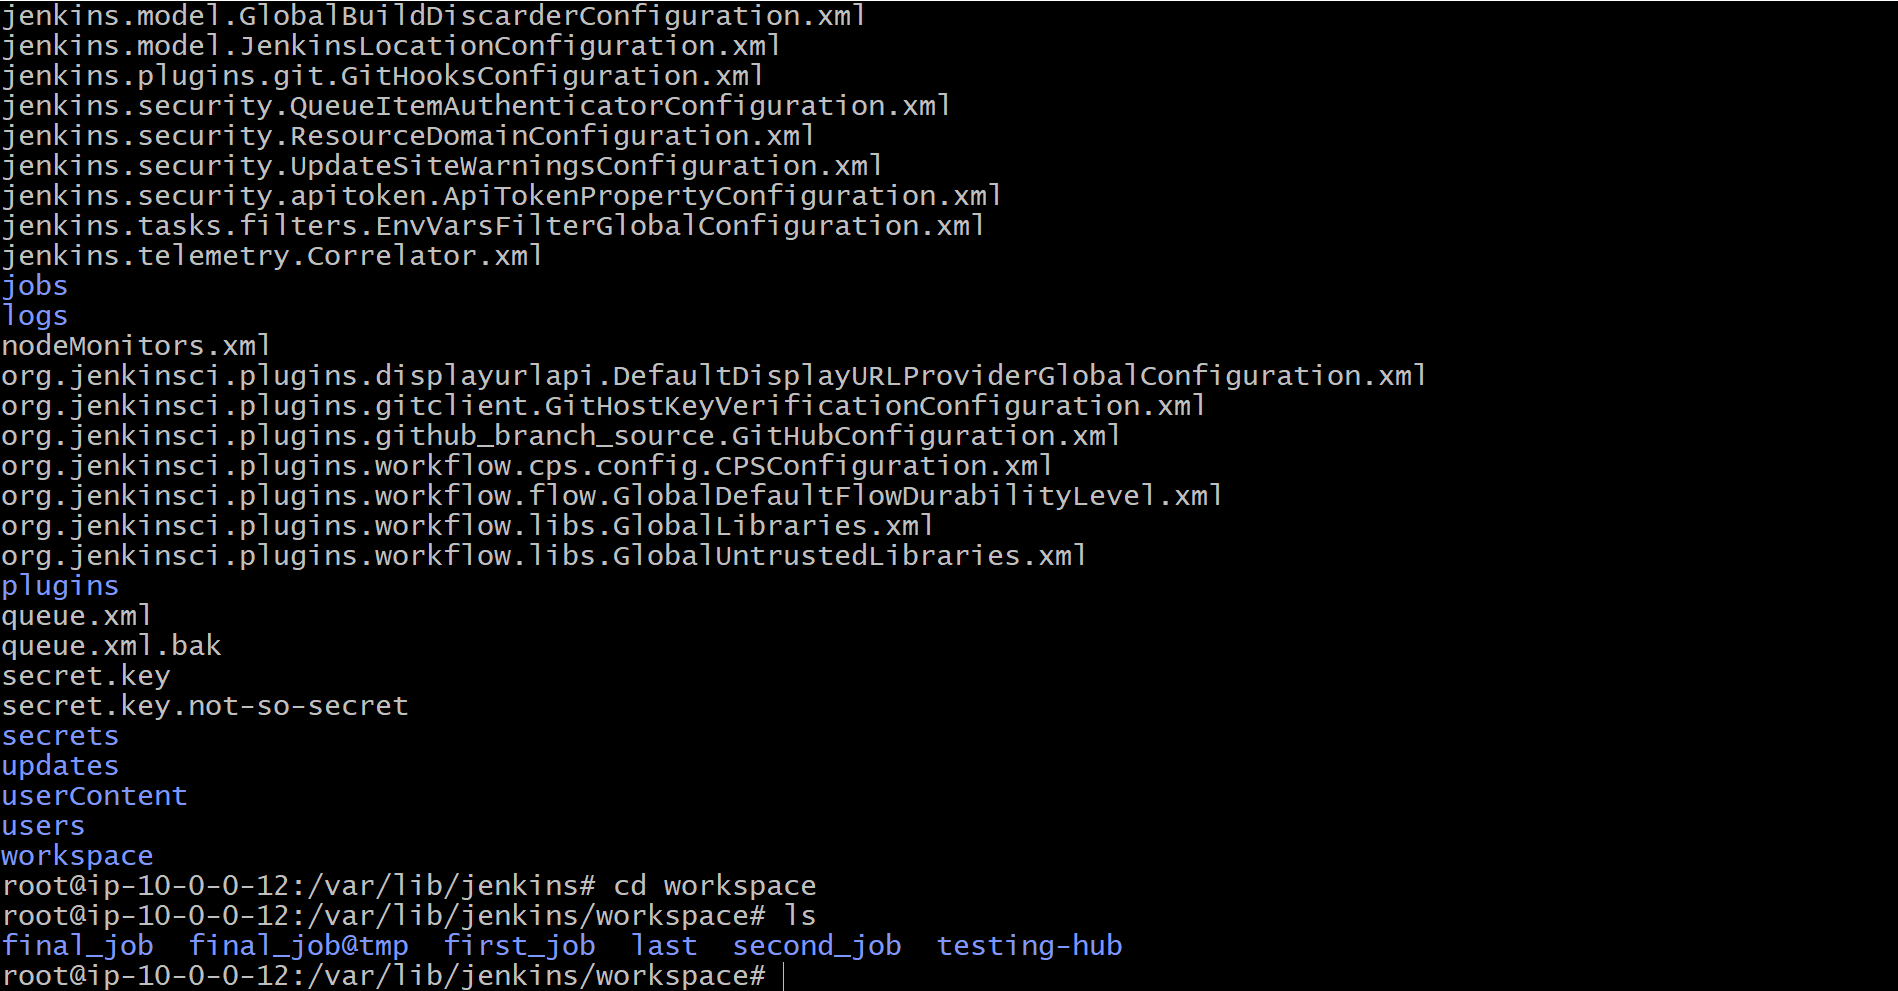 jenkins.model.GlobalBuildDiscarderConfiguration.xml
jenkins.model.JenkinsLocationConfiguration.xml
jenkins.plugins.git.GitHooksConfiguration.xml
jenkins.security.QueueItemAuthenticatorConfiguration.xml
jenkins.security.ResourceDomainConfiguration.xml
jenkins.security.UpdateSiteWarningsConfiguration.xml
jenkins.security.apitoken.ApiTokenPropertyConfiguration.xml
jenkins.tasks.filters.EnvVarsFilterGlobalConfiguration.xml
jenkins.telemetry.Correlator.xml
jobs
logs
nodeMonitors.xml
org.jenkinsci.plugins.displayurlapi.DefaultDisplayURLProviderGlobalConfiguration.xml
org.jenkinsci.plugins.gitclient.GitHostKeyVerificationConfiguration.xml
org.jenkinsci.plugins.github_branch_source.GitHubConfiguration.xml
org.jenkinsci.plugins.workflow.cps.config.CPSConfiguration.xml
org.jenkinsci.plugins.workflow.flow.GlobalDefaultFlowDurabilityLevel.xml
org.jenkinsci.plugins.workflow.libs.GlobalLibraries.xml
org.jenkinsci.plugins.workflow.libs.GlobalUntrustedLibraries.xml
plugins
queue.xml
queue.xml.bak
secret.key
secret.key.not-so-secret
secrets
updates
userContent
users
workspace
root@ip-10-0-0-12:/var/lib/jenkins# cd workspace
root@ip-10-0-0-12:/var/lib/jenkins/workspace# ls
final_job  final_job@tmp  first_job  last  second_job  testing-hub
root@ip-10-0-0-12:/var/lib/jenkins/workspace#